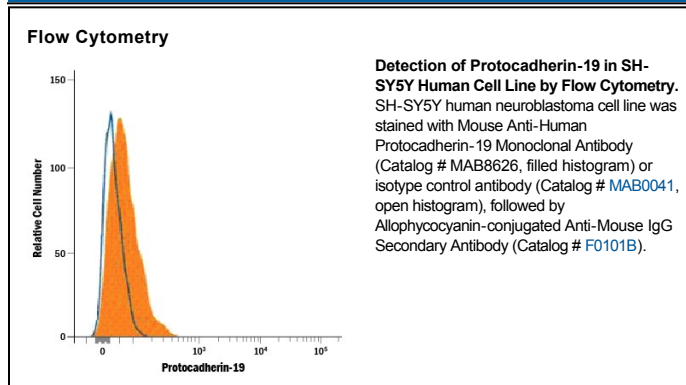 Flow Cytometry
150
100
50
0
Relative Cell Number
0
10³
10⁴
10⁵
Protocadherin-19
Detection of Protocadherin-19 in SH-
SY5Y Human Cell Line by Flow Cytometry.
SH-SY5Y human neuroblastoma cell line was
stained with Mouse Anti-Human
Protocadherin-19 Monoclonal Antibody
(Catalog # MAB8626, filled histogram) or
isotype control antibody (Catalog # MAB0041,
open histogram), followed by
Allophycocyanin-conjugated Anti-Mouse IgG
Secondary Antibody (Catalog # F0101B).